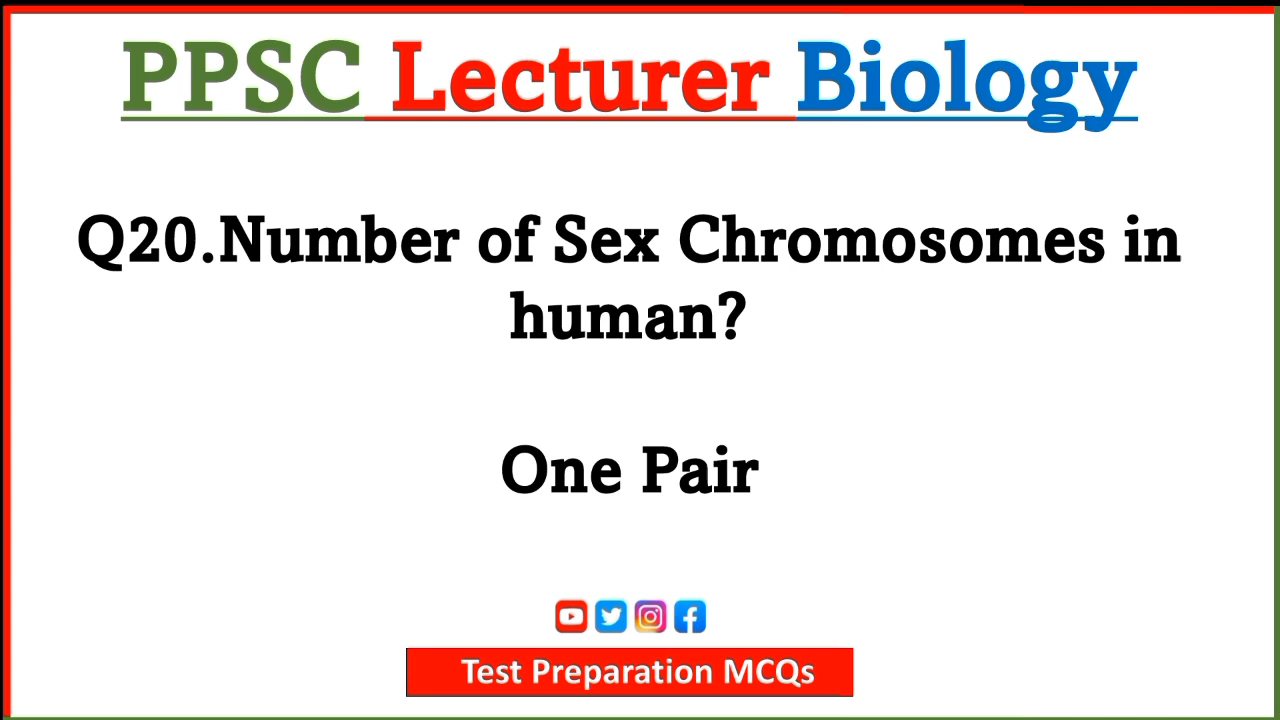 PPSC Lecturer Biology
Q20.Number of Sex Chromosomes in
human?
One Pair
Test Preparation MCQs